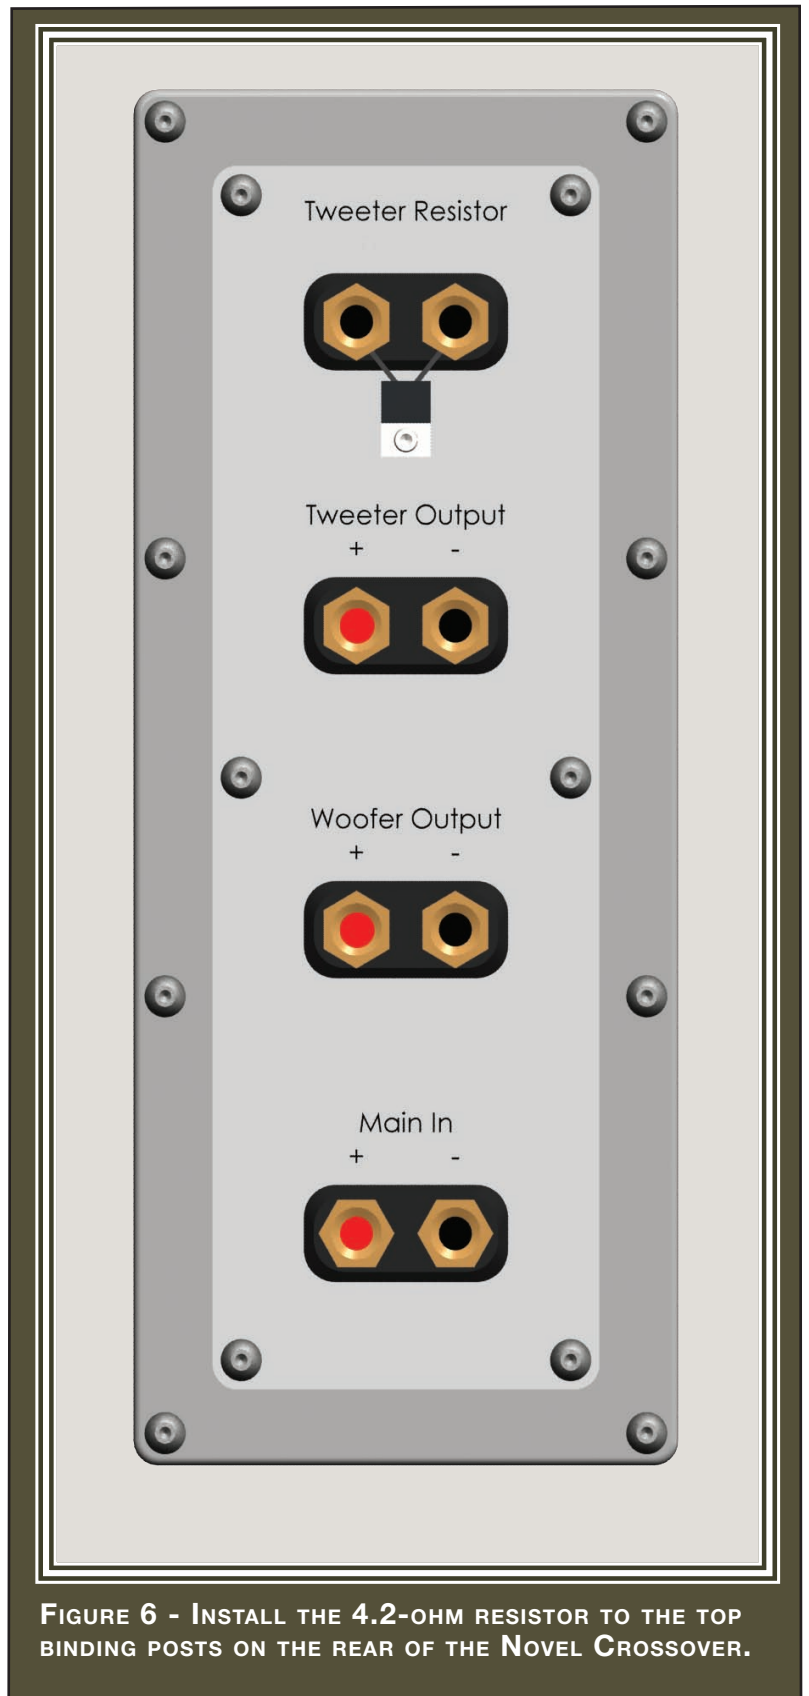 Tweeter Resistor
Tweeter Output
+ -
Woofer Output
+ -
Main In
+ -
FIGURE 6 - INSTALL THE 4.2-OHM RESISTOR TO THE TOP
BINDING POSTS ON THE REAR OF THE NOVEL CROSSOVER.